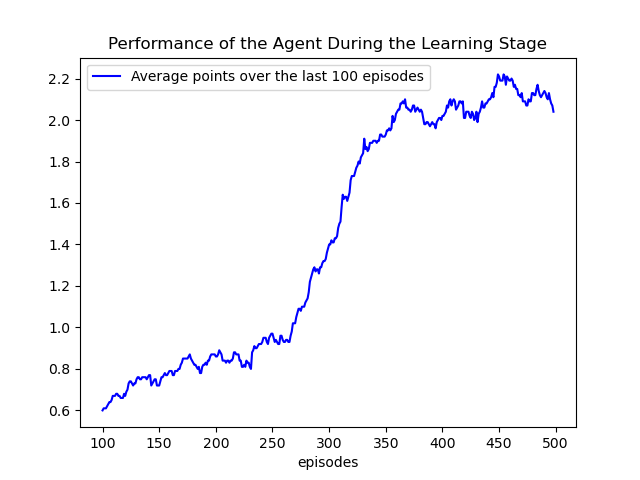 Performance of the Agent During the Learning Stage
Average points over the last 100 episodes
2.2
2.0
1.8
1.6
1.4
1.2
1.0
0.8
0.6
100 150 200 250 300 350 400 450 500
episodes